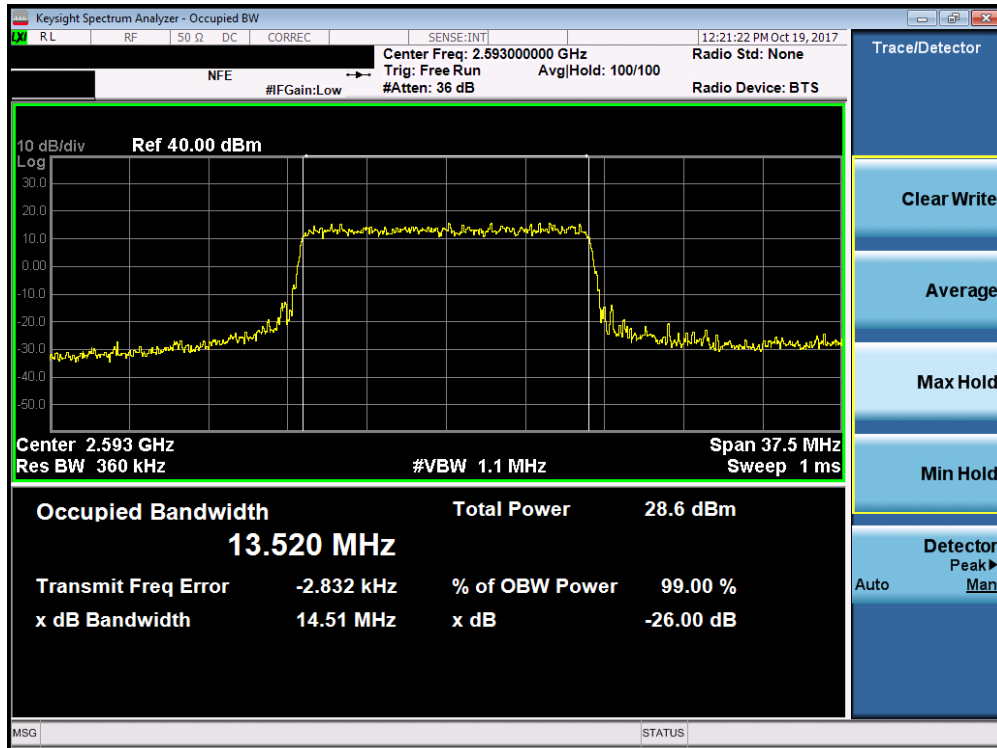 Keysight Spectrum Analyzer - Occupied BW
LXI RL RF 50 Ω DC CORREC SENSE:INT 12:21:22 PM Oct 19, 2017
NFE
#IFGain:Low
Center Freq: 2.593000000 GHz
Trig: Free Run Avg|Hold: 100/100
#Atten: 36 dB
Radio Std: None
Radio Device: BTS
10 dB/div Ref 40.00 dBm
Log
30.0
20.0
10.0
0.00
-10.0
-20.0
-30.0
-40.0
-50.0
Center 2.593 GHz Span 37.5 MHz
Res BW 360 kHz #VBW 1.1 MHz Sweep 1 ms
Occupied Bandwidth Total Power 28.6 dBm
13.520 MHz
Transmit Freq Error -2.832 kHz % of OBW Power 99.00 %
x dB Bandwidth 14.51 MHz x dB -26.00 dB
Trace/Detector
Clear Write
Average
Max Hold
Min Hold
Detector
Peak▶
Auto Man
MSG STATUS